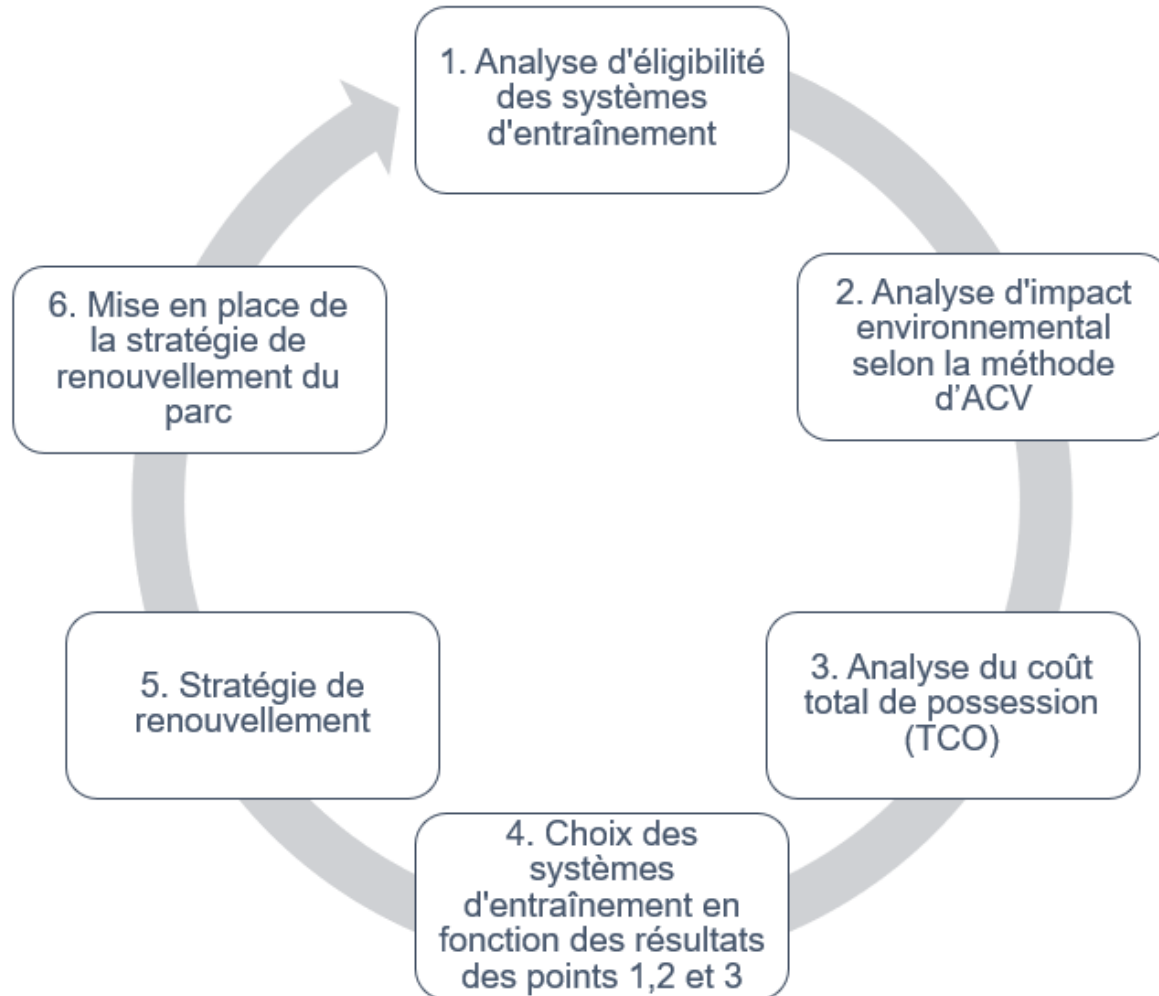 1. Analyse d'éligibilité
des systèmes
d'entraînement
2. Analyse d'impact
environnemental
selon la méthode
d’ACV
3. Analyse du coût
total de possession
(TCO)
4. Choix des
systèmes
d'entraînement en
fonction des résultats
des points 1,2 et 3
5. Stratégie de
renouvellement
6. Mise en place de
la stratégie de
renouvellement du
parc